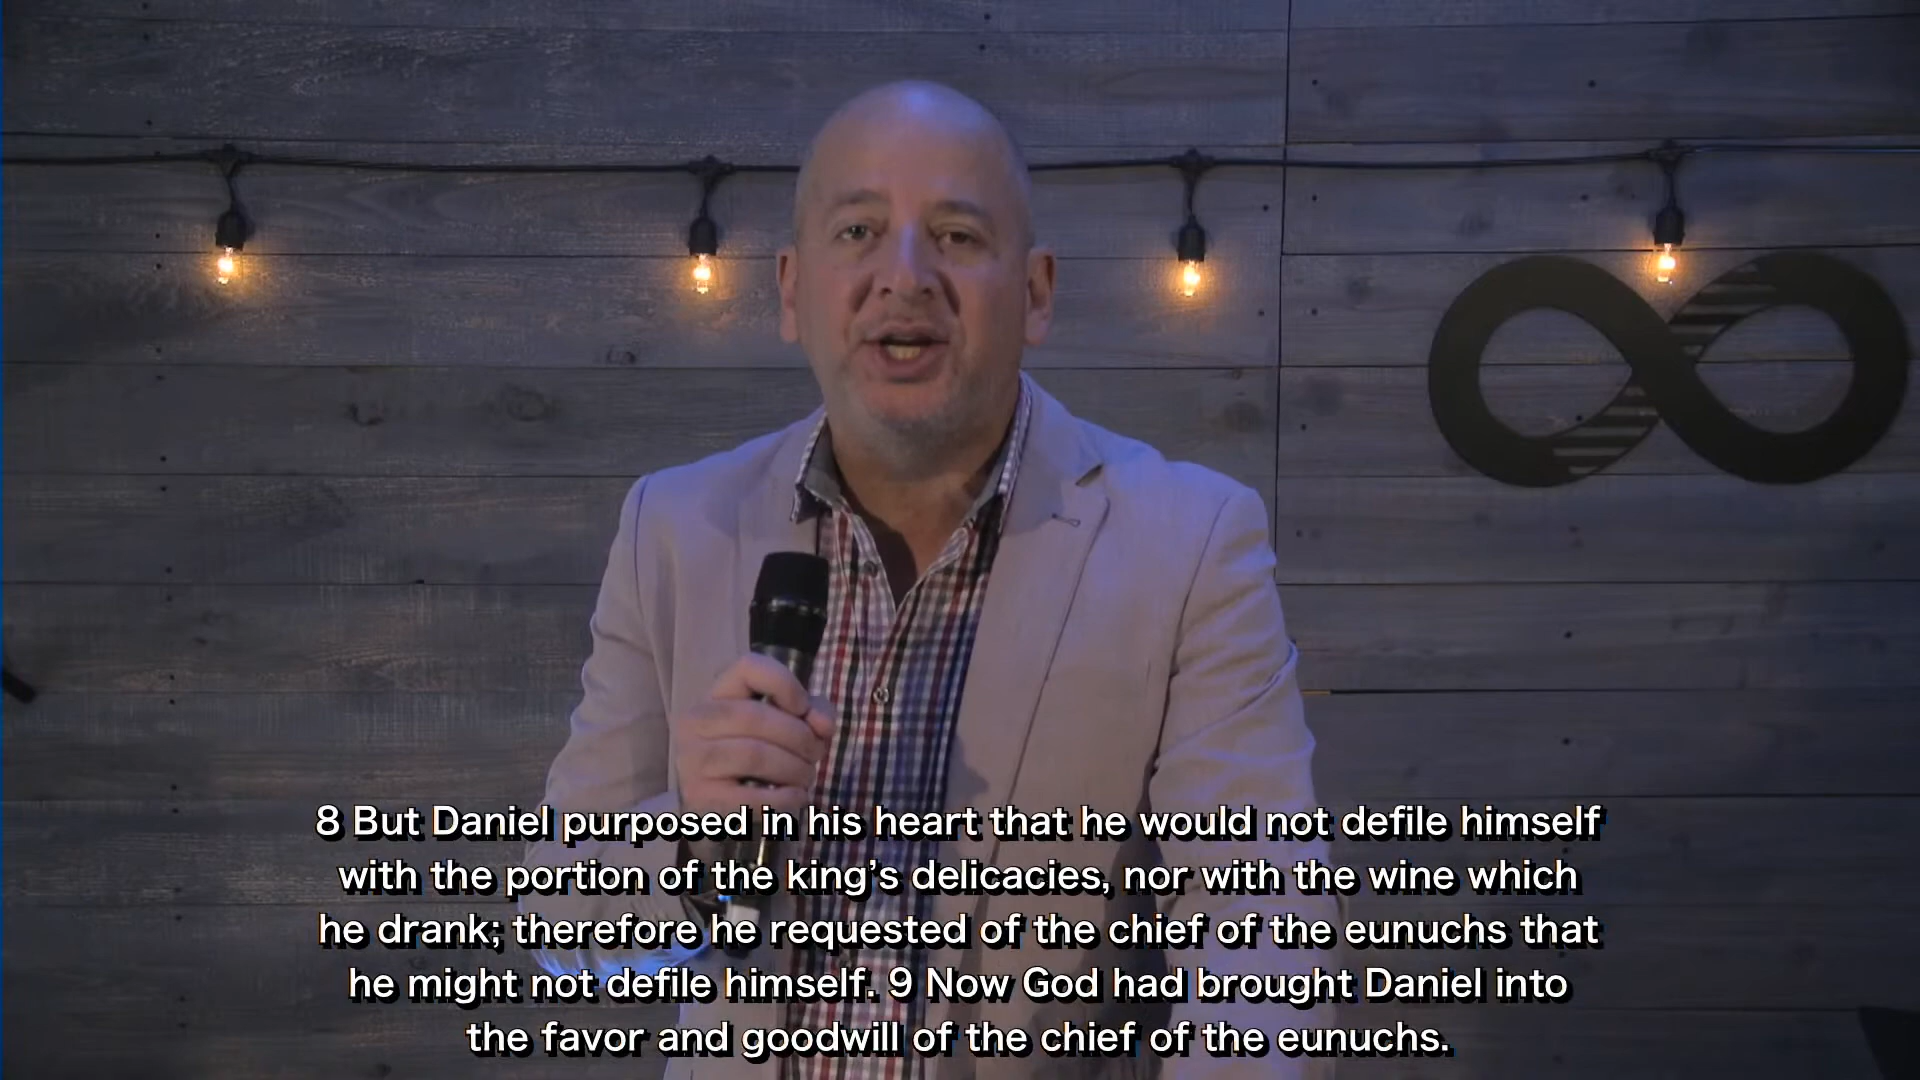 8 But Daniel purposed in his heart that he would not defile himself
with the portion of the king’s delicacies, nor with the wine which
he drank; therefore he requested of the chief of the eunuchs that
he might not defile himself. 9 Now God had brought Daniel into
the favor and goodwill of the chief of the eunuchs.